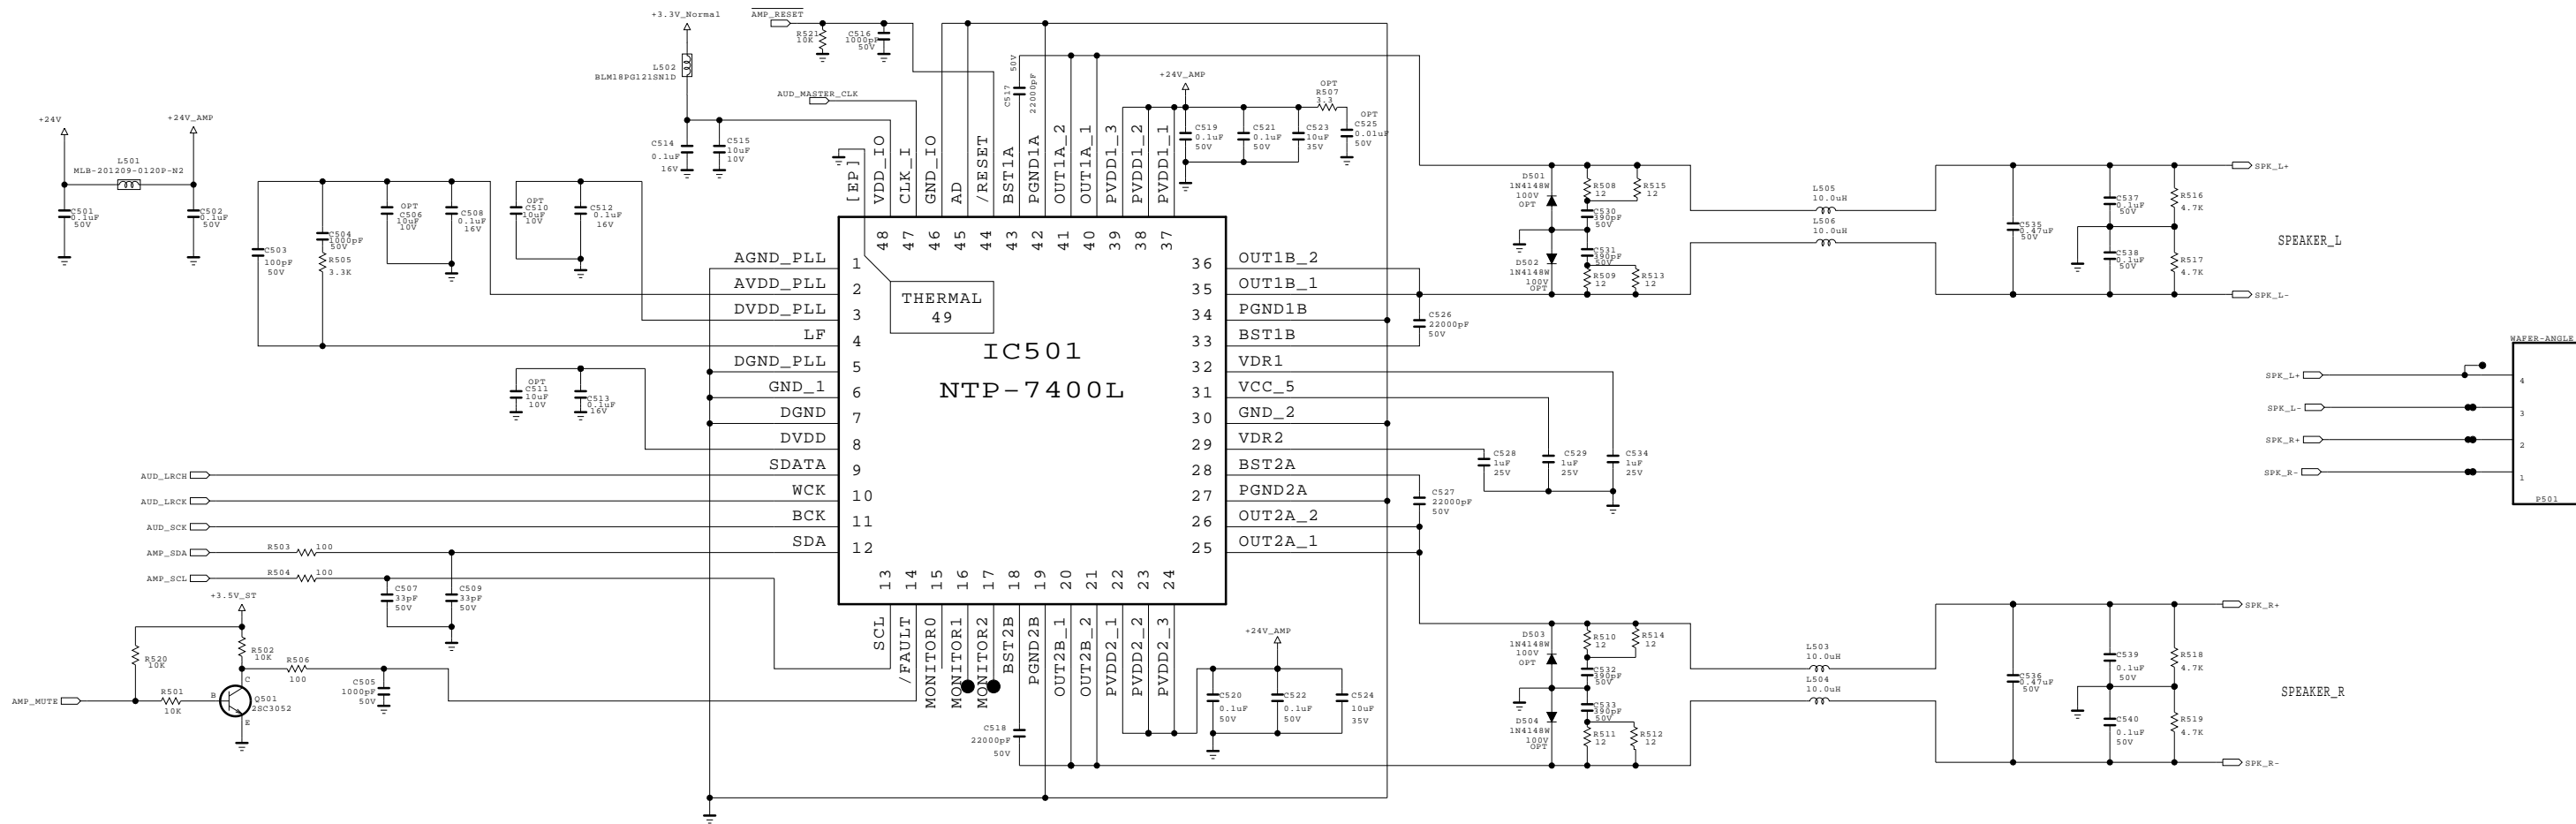 +3.3V_Normal
AMP_RESET
R521
10K
C516
1000pF
50V
L502
BLM18PG121SN1D
AUD_MASTER_CLK
C517
22000pF
50V
+24V_AMP
OPT
R507
3.3
OPT
C525
0.01uF
50V
C519
0.1uF
50V
C521
0.1uF
50V
C523
10uF
35V
C514
0.1uF
16V
C515
10uF
10V
+24V
+24V_AMP
L501
MLB-201209-0120P-N2
C501
0.1uF
50V
C502
0.1uF
50V
C503
100pF
50V
C504
1000pF
50V
R505
3.3K
OPT
C506
10uF
10V
C508
0.1uF
16V
OPT
C510
10uF
10V
C512
0.1uF
16V
[EP]
VDD_IO
CLK_I
GND_IO
AD
/RESET
BST1A
PGND1A
OUT1A_2
OUT1A_1
PVDD1_3
PVDD1_2
PVDD1_1
48
47
46
45
44
43
42
41
40
39
38
37
AGND_PLL 1
AVDD_PLL 2
DVDD_PLL 3
LF 4
DGND_PLL 5
GND_1 6
DGND 7
DVDD 8
SDATA 9
WCK 10
BCK 11
SDA 12
THERMAL
49
IC501
NTP-7400L
36 OUT1B_2
35 OUT1B_1
34 PGND1B
33 BST1B
32 VDR1
31 VCC_5
30 GND_2
29 VDR2
28 BST2A
27 PGND2A
26 OUT2A_2
25 OUT2A_1
13
14
15
16
17
18
19
20
21
22
23
24
SCL
/FAULT
MONITOR0
MONITOR1
MONITOR2
BST2B
PGND2B
OUT2B_1
OUT2B_2
PVDD2_1
PVDD2_2
PVDD2_3
OPT
C511
10uF
10V
C513
0.1uF
16V
AUD_LRCH
AUD_LRCK
AUD_SCK
AMP_SDA
R503
100
AMP_SCL
R504
100
C507
33pF
50V
C509
33pF
50V
+3.5V_ST
R520
10K
R502
10K
R506
100
C505
1000pF
50V
AMP_MUTE
R501
10K
B
C
E
Q501
2SC3052
C518
22000pF
50V
+24V_AMP
C520
0.1uF
50V
C522
0.1uF
50V
C524
10uF
35V
C526
22000pF
50V
C527
22000pF
50V
C528
1uF
25V
C529
1uF
25V
C534
1uF
25V
D501
1N4148W
100V
OPT
R508
12
R515
12
C530
390pF
50V
C531
390pF
50V
D502
1N4148W
100V
OPT
R509
12
R513
12
L505
10.0uH
L506
10.0uH
C535
0.47uF
50V
C537
0.1uF
50V
C538
0.1uF
50V
R516
4.7K
R517
4.7K
SPK_L+
SPEAKER_L
SPK_L-
D503
1N4148W
100V
OPT
R510
12
R514
12
C532
390pF
50V
C533
390pF
50V
D504
1N4148W
100V
OPT
R511
12
R512
12
L503
10.0uH
L504
10.0uH
C536
0.47uF
50V
C539
0.1uF
50V
C540
0.1uF
50V
R518
4.7K
R519
4.7K
SPK_R+
SPEAKER_R
SPK_R-
WAFER-ANGLE
SPK_L+
4
SPK_L-
3
SPK_R+
2
SPK_R-
1
P501